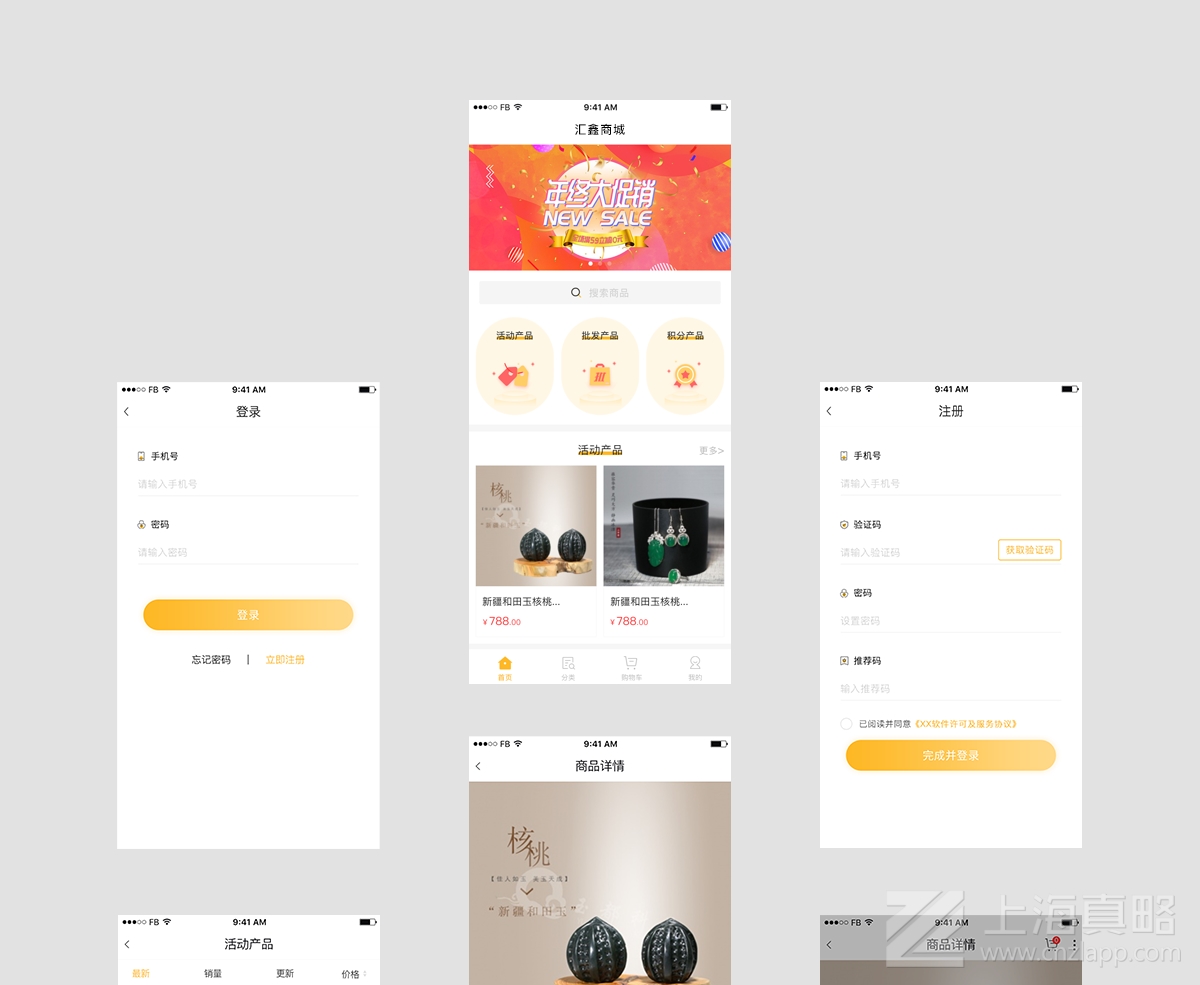 FB 9:41 AM
汇鑫商城
年终大促销
NEW SALE
搜索商品
活动产品 批发产品 积分产品
活动产品 更多>
核桃
新疆和田玉核桃... 新疆和田玉核桃...
¥788.00 ¥788.00
首页 分类 购物车 我的
FB 9:41 AM
登录
手机号
请输入手机号
密码
请输入密码
登录
忘记密码 | 立即注册
FB 9:41 AM
注册
手机号
请输入手机号
验证码
请输入验证码 获取验证码
密码
设置密码
推荐码
输入推荐码
已阅读并同意《XX软件许可及服务协议》
完成并登录
FB 9:41 AM
商品详情
核桃
“新疆和田玉”
FB 9:41 AM
活动产品
最新 销量 更新 价格
FB 9:41 AM
商品详情
上海真略
www.cnzlapp.com